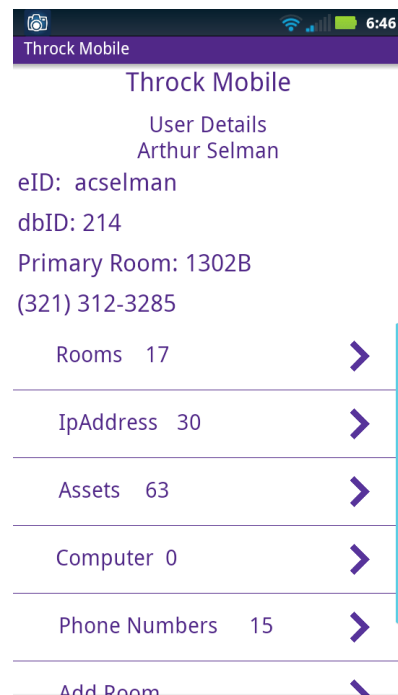 6:46
Throck Mobile
Throck Mobile
User Details
Arthur Selman
eID: acselman
dbID: 214
Primary Room: 1302B
(321) 312-3285
Rooms 17
IpAddress 30
Assets 63
Computer 0
Phone Numbers 15
Add Room